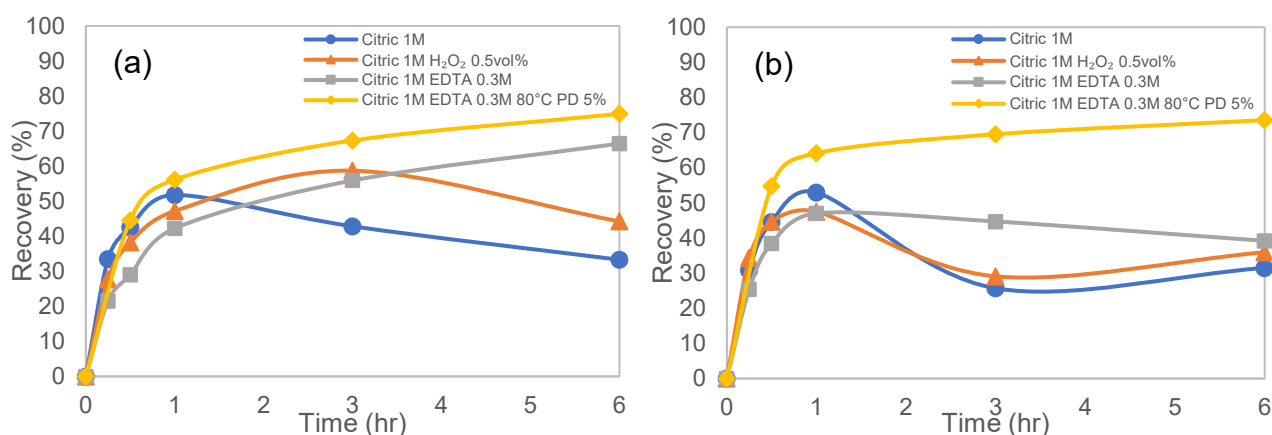 (a)
Citric 1M
Citric 1M H₂O₂ 0.5vol%
Citric 1M EDTA 0.3M
Citric 1M EDTA 0.3M 80°C PD 5%
Recovery (%)
100
90
80
70
60
50
40
30
20
10
0
0 1 2 3 4 5 6
Time (hr)
(b)
Citric 1M
Citric 1M H₂O₂ 0.5vol%
Citric 1M EDTA 0.3M
Citric 1M EDTA 0.3M 80°C PD 5%
Recovery (%)
100
90
80
70
60
50
40
30
20
10
0
0 1 2 3 4 5 6
Time (hr)